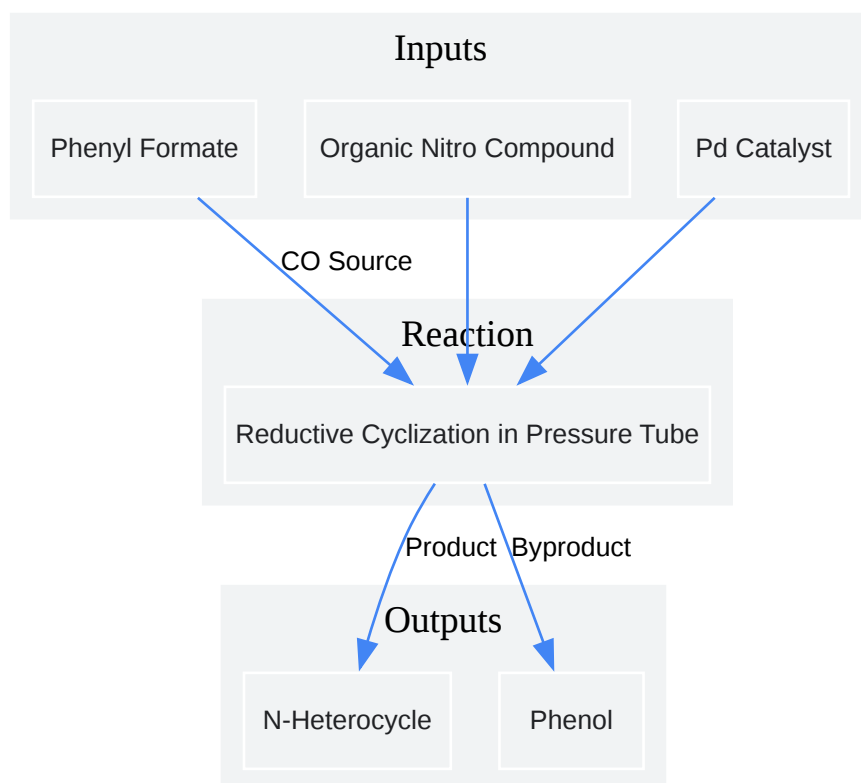 Inputs
Phenyl Formate
Organic Nitro Compound
Pd Catalyst
CO Source
Reaction
Reductive Cyclization in Pressure Tube
Product
Byproduct
Outputs
N-Heterocycle
Phenol